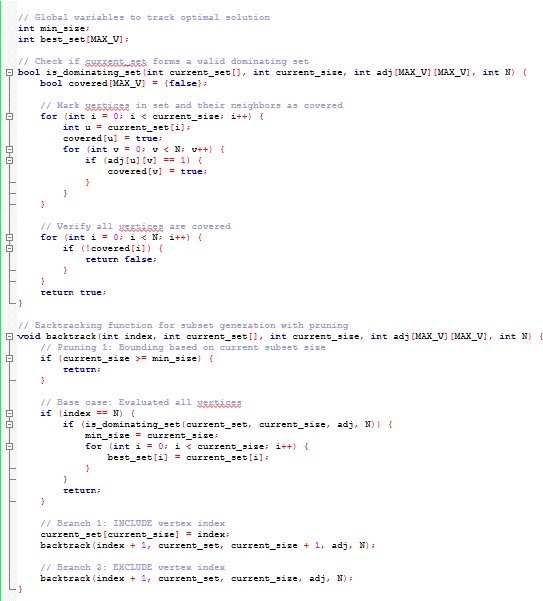 // Global variables to track optimal solution
int min_size;
int best_set[MAX_V];

// Check if current_set forms a valid dominating set
bool is_dominating_set(int current_set[], int current_size, int adj[MAX_V][MAX_V], int N) {
    bool covered[MAX_V] = {false};

    // Mark vertices in set and their neighbors as covered
    for (int i = 0; i < current_size; i++) {
        int u = current_set[i];
        covered[u] = true;
        for (int v = 0; v < N; v++) {
            if (adj[u][v] == 1) {
                covered[v] = true;
            }
        }
    }

    // Verify all vertices are covered
    for (int i = 0; i < N; i++) {
        if (!covered[i]) {
            return false;
        }
    }
    return true;
}

// Backtracking function for subset generation with pruning
void backtrack(int index, int current_set[], int current_size, int adj[MAX_V][MAX_V], int N) {
    // Pruning 1: Bounding based on current subset size
    if (current_size >= min_size) {
        return;
    }

    // Base case: Evaluated all vertices
    if (index == N) {
        if (is_dominating_set(current_set, current_size, adj, N)) {
            min_size = current_size;
            for (int i = 0; i < current_size; i++) {
                best_set[i] = current_set[i];
            }
        }
        return;
    }

    // Branch 1: INCLUDE vertex index
    current_set[current_size] = index;
    backtrack(index + 1, current_set, current_size + 1, adj, N);

    // Branch 2: EXCLUDE vertex index
    backtrack(index + 1, current_set, current_size, adj, N);
}